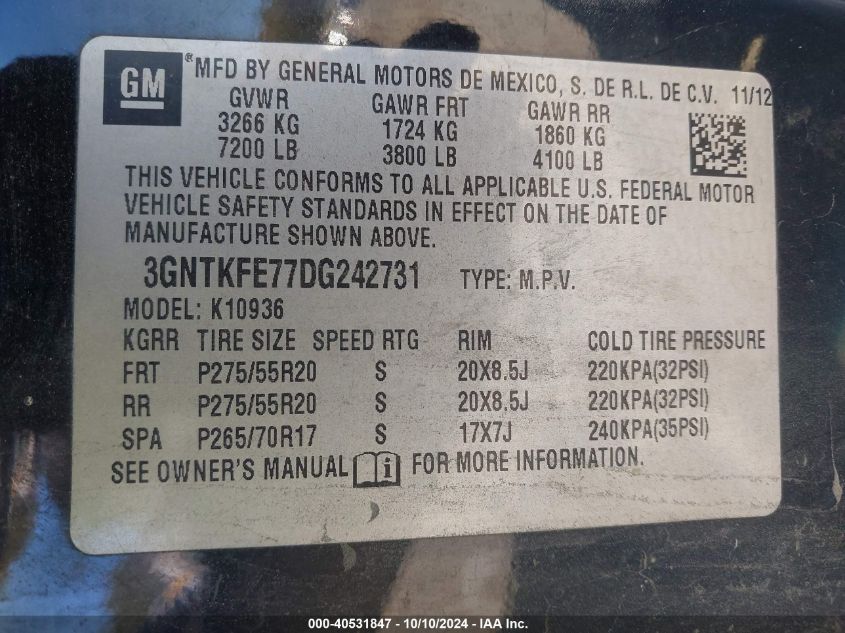 GM
® MFD BY GENERAL MOTORS DE MEXICO, S. DE R.L. DE C.V. 11/12
GVWR GAWR FRT GAWR RR
3266 KG 1724 KG 1860 KG
7200 LB 3800 LB 4100 LB
THIS VEHICLE CONFORMS TO ALL APPLICABLE U.S. FEDERAL MOTOR
VEHICLE SAFETY STANDARDS IN EFFECT ON THE DATE OF
MANUFACTURE SHOWN ABOVE.
3GNTKFE77DG242731 TYPE: M.P.V.
MODEL: K10936
KGRR TIRE SIZE SPEED RTG RIM COLD TIRE PRESSURE
FRT P275/55R20 S 20X8.5J 220KPA(32PSI)
RR P275/55R20 S 20X8.5J 220KPA(32PSI)
SPA P265/70R17 S 17X7J 240KPA(35PSI)
SEE OWNER'S MANUAL i FOR MORE INFORMATION.
000-40531847 - 10/10/2024 - IAA Inc.